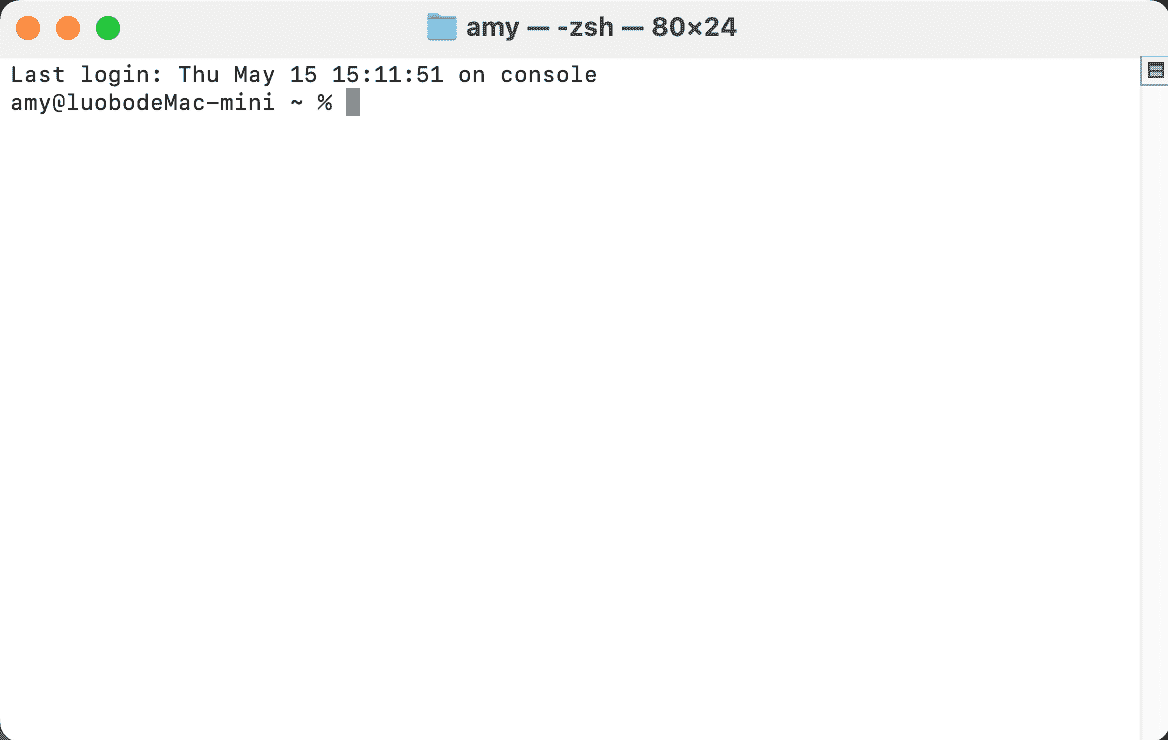 amy — -zsh — 80×24
Last login: Thu May 15 15:11:51 on console
amy@luobodeMac-mini ~ %